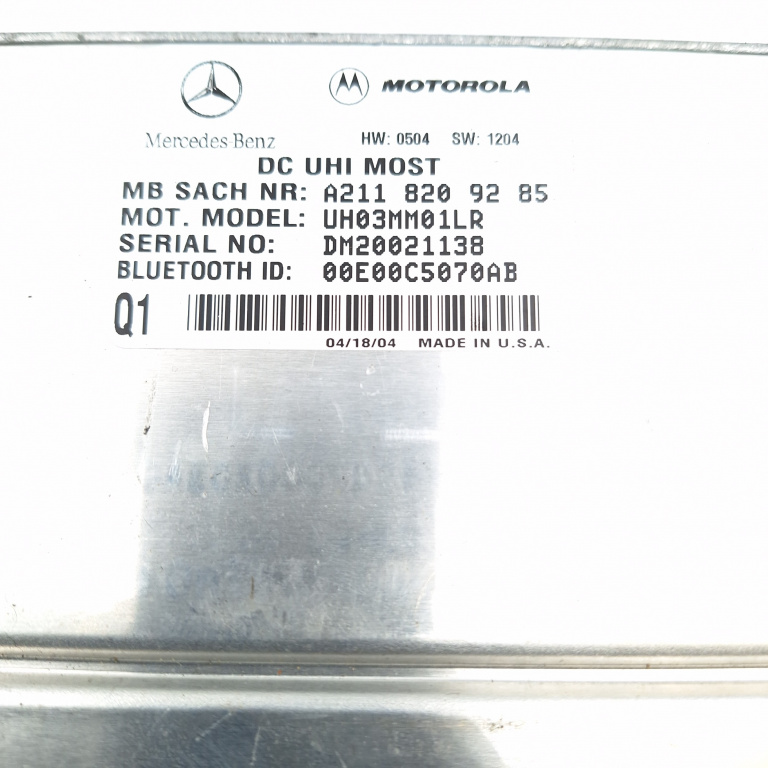 MOTOROLA
Mercedes-Benz HW: 0504 SW: 1204
DC UHI MOST
MB SACH NR: A211 820 92 85
MOT. MODEL: UH03MM01LR
SERIAL NO: DM20021138
BLUETOOTH ID: 00E00C5070AB
Q1
04/18/04 MADE IN U.S.A.